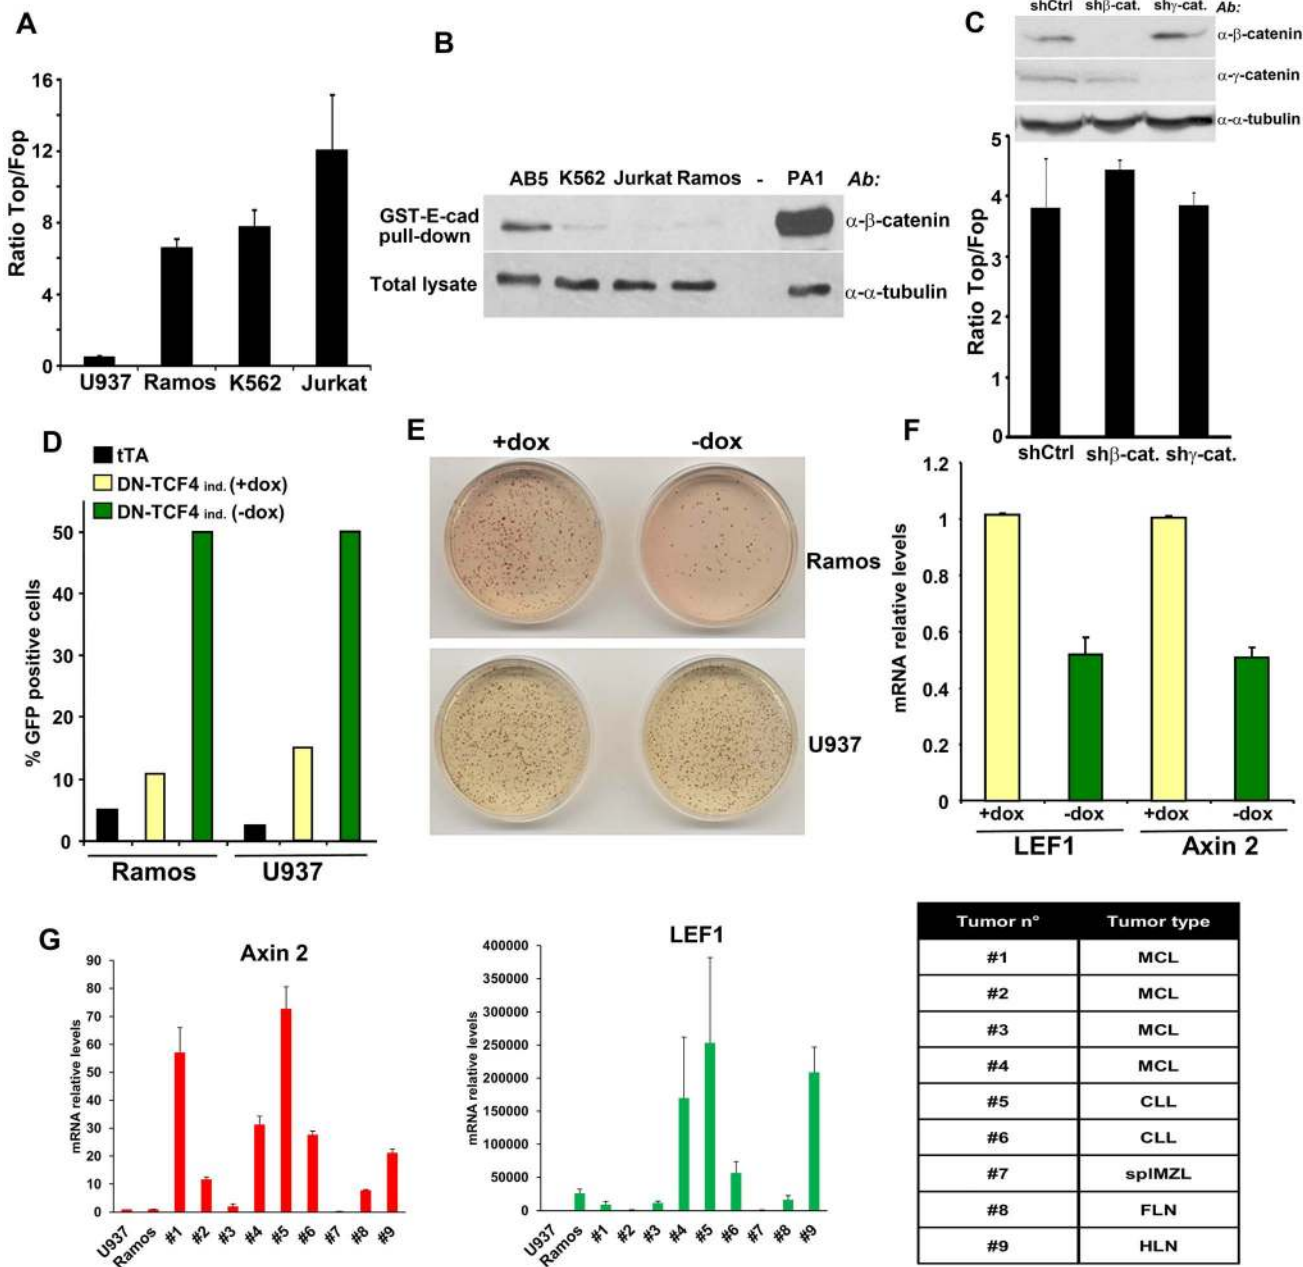 A
16
12
8
4
0
Ratio Top/Fop
U937 Ramos K562 Jurkat
B
AB5 K562 Jurkat Ramos - PA1 Ab:
GST-E-cad
pull-down
α-β-catenin
Total lysate
α-α-tubulin
C
shCtrl shβ-cat. shγ-cat. Ab:
α-β-catenin
α-γ-catenin
α-α-tubulin
5
4
3
2
1
0
Ratio Top/Fop
shCtrl shβ-cat. shγ-cat.
D
tTA
DN-TCF4 ind. (+dox)
DN-TCF4 ind. (-dox)
50
40
30
20
10
0
% GFP positive cells
Ramos U937
E
+dox -dox
Ramos
U937
F
1.2
1
0.8
0.6
0.4
0.2
0
mRNA relative levels
+dox -dox +dox -dox
LEF1 Axin 2
G
Axin 2
90
80
70
60
50
40
30
20
10
0
mRNA relative levels
U937 Ramos #1 #2 #3 #4 #5 #6 #7 #8 #9
LEF1
400000
350000
300000
250000
200000
150000
100000
50000
0
mRNA relative levels
U937 Ramos #1 #2 #3 #4 #5 #6 #7 #8 #9
Tumor n° Tumor type
#1 MCL
#2 MCL
#3 MCL
#4 MCL
#5 CLL
#6 CLL
#7 splMZL
#8 FLN
#9 HLN